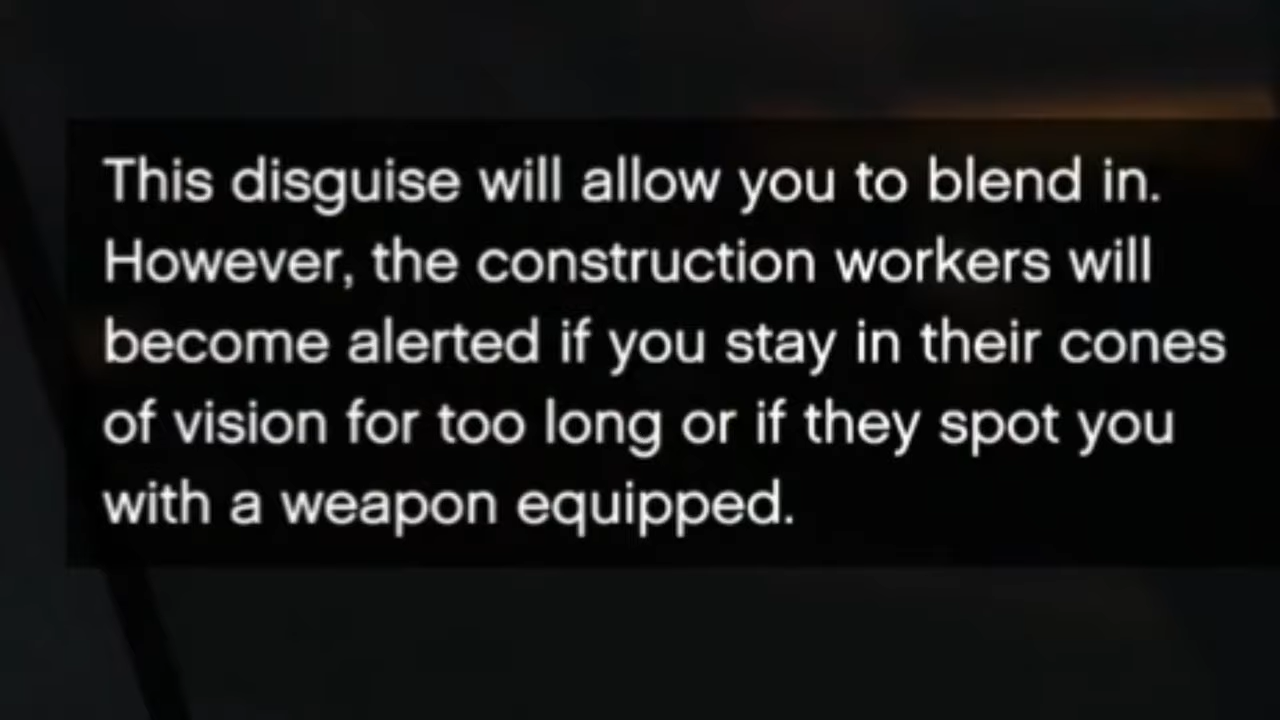 This disguise will allow you to blend in.
However, the construction workers will
become alerted if you stay in their cones
of vision for too long or if they spot you
with a weapon equipped.